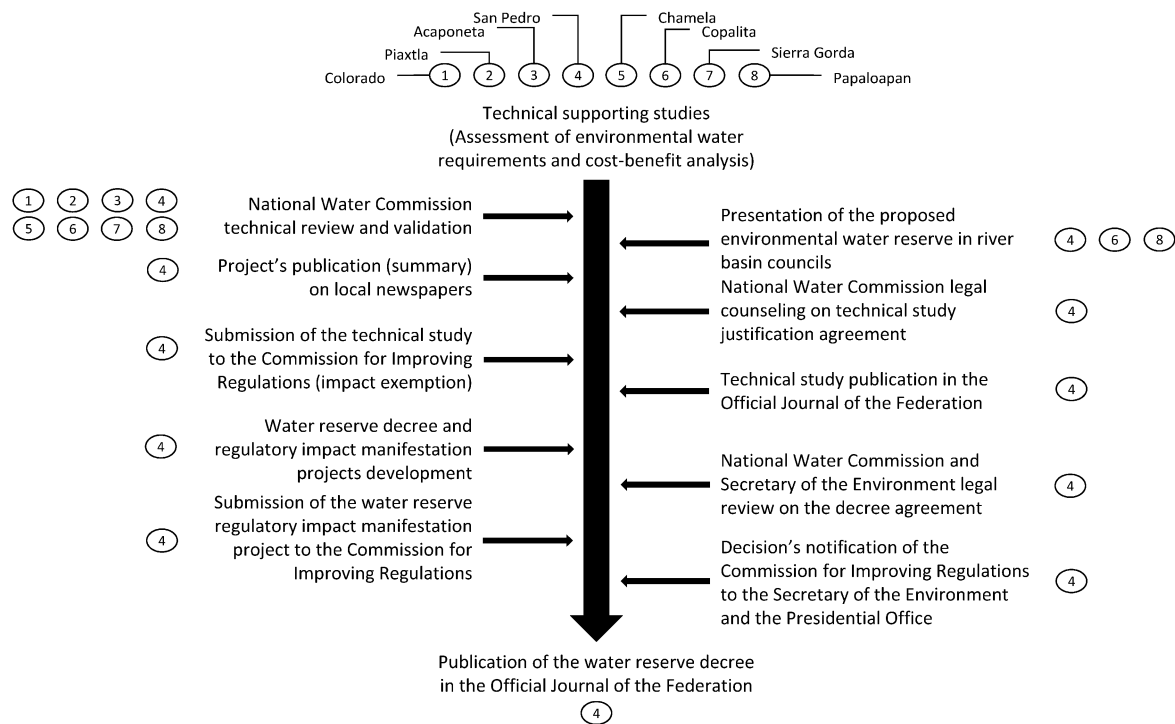 San Pedro
Chamela
Acaponeta
Copalita
Piaxtla
Sierra Gorda
Colorado
1 2 3 4 5 6 7 8
Papaloapan
Technical supporting studies
(Assessment of environmental water
requirements and cost-benefit analysis)
1 2 3 4
5 6 7 8
National Water Commission
technical review and validation
Presentation of the proposed
environmental water reserve in river
basin councils
4 6 8
4
Project's publication (summary)
on local newspapers
National Water Commission legal
counseling on technical study
justification agreement
4
4
Submission of the technical study
to the Commission for Improving
Regulations (impact exemption)
Technical study publication in the
Official Journal of the Federation
4
4
Water reserve decree and
regulatory impact manifestation
projects development
National Water Commission and
Secretary of the Environment legal
review on the decree agreement
4
4
Submission of the water reserve
regulatory impact manifestation
project to the Commission for
Improving Regulations
Decision's notification of the
Commission for Improving Regulations
to the Secretary of the Environment
and the Presidential Office
4
Publication of the water reserve decree
in the Official Journal of the Federation
4